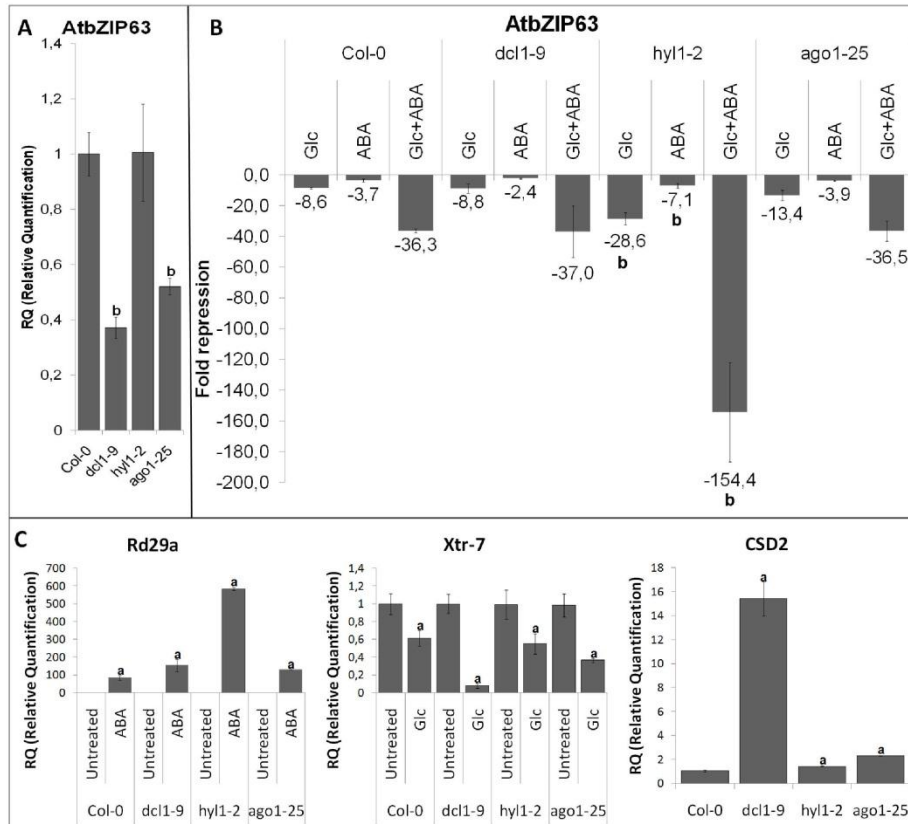 A
AtbZIP63
RQ (Relative Quantification)
1,4
1,2
1
0,8
0,6
0,4
0,2
0
b
b
Col-0
dcl1-9
hyl1-2
ago1-25
B
AtbZIP63
Col-0 dcl1-9 hyl1-2 ago1-25
Glc ABA Glc+ABA Glc ABA Glc+ABA Glc ABA Glc+ABA Glc ABA Glc+ABA
Fold repression
0,0
-20,0
-40,0
-60,0
-80,0
-100,0
-120,0
-140,0
-160,0
-180,0
-200,0
-8,6 -3,7 -36,3 -8,8 -2,4 -37,0 -28,6 -7,1 -154,4 -13,4 -3,9 -36,5
b b b
C
Rd29a
RQ (Relative Quantification)
700
600
500
400
300
200
100
0
a a a a
Untreated ABA Untreated ABA Untreated ABA Untreated ABA
Col-0 dcl1-9 hyl1-2 ago1-25
Xtr-7
RQ (Relative Quantification)
1,4
1,2
1
0,8
0,6
0,4
0,2
0
a a a a
Untreated Glc Untreated Glc Untreated Glc Untreated Glc
Col-0 dcl1-9 hyl1-2 ago1-25
CSD2
RQ (Relative Quantification)
18
16
14
12
10
8
6
4
2
0
a a a
Col-0 dcl1-9 hyl1-2 ago1-25